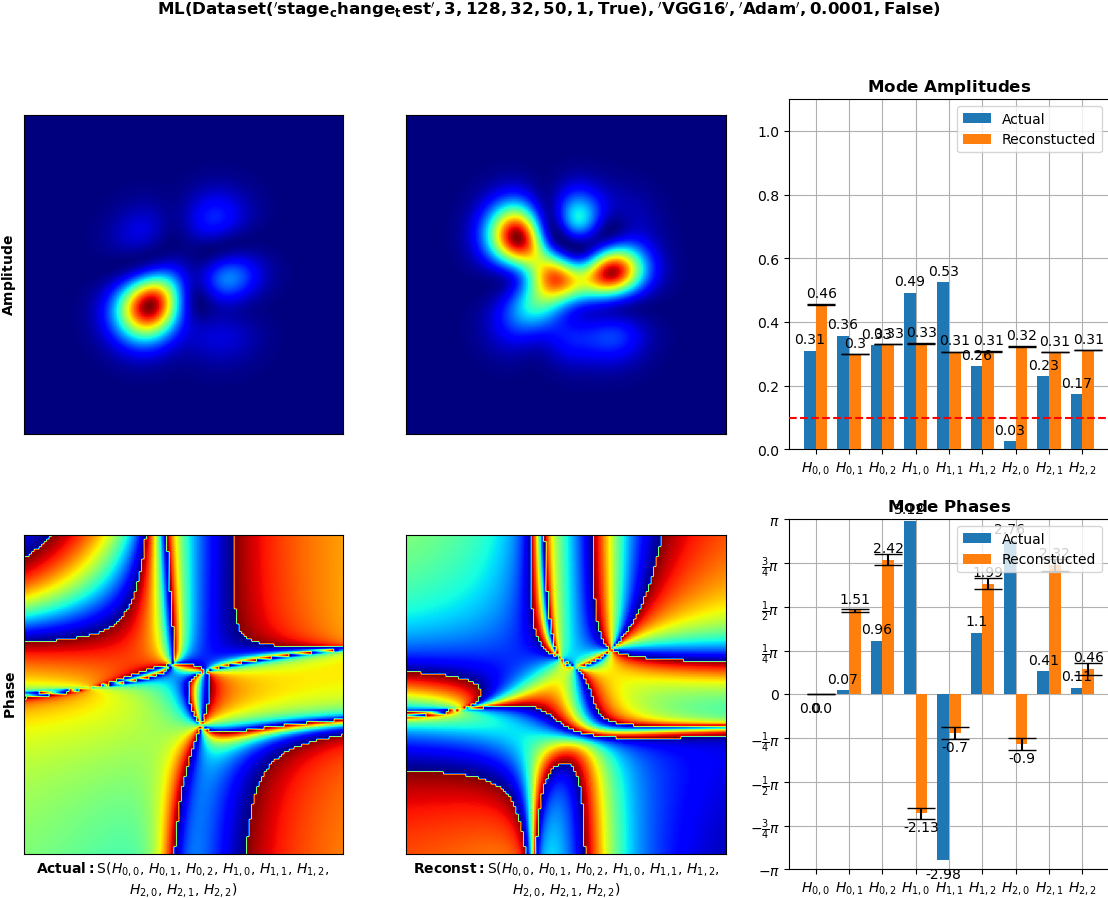 ML(Dataset('stage_change_test', 3, 128, 32, 50, 1, True), 'VGG16', 'Adam', 0.0001, False)
Amplitude
Mode Amplitudes
Actual
Reconstucted
1.0
0.8
0.6
0.4
0.2
0.0
0.31 0.46 0.36 0.3 0.33 0.33 0.49 0.33 0.53 0.31 0.26 0.31 0.03 0.32 0.23 0.31 0.17 0.31
H0,0 H0,1 H0,2 H1,0 H1,1 H1,2 H2,0 H2,1 H2,2
Phase
Mode Phases
Actual
Reconstucted
π
3/4π
1/2π
1/4π
0
−1/4π
−1/2π
−3/4π
−π
0.0 0.0 0.07 1.51 0.96 2.42 3.12 -2.13 -2.98 -0.7 1.1 1.99 2.76 -0.9 0.41 2.32 0.11 0.46
H0,0 H0,1 H0,2 H1,0 H1,1 H1,2 H2,0 H2,1 H2,2
Actual: S(H0,0, H0,1, H0,2, H1,0, H1,1, H1,2,
H2,0, H2,1, H2,2)
Reconst: S(H0,0, H0,1, H0,2, H1,0, H1,1, H1,2,
H2,0, H2,1, H2,2)